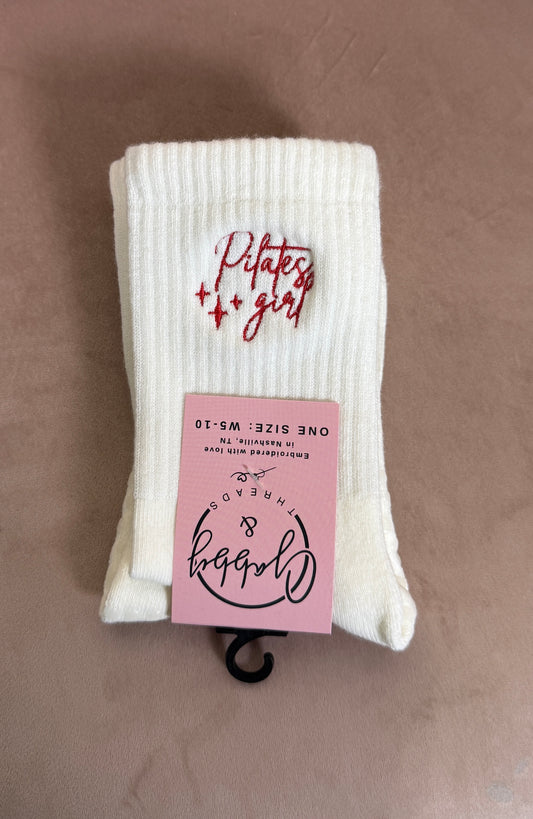 Pilates
girl
Gabby
&
THREADS
Embroidered with love
in Nashville, TN
ONE SIZE: W5-10